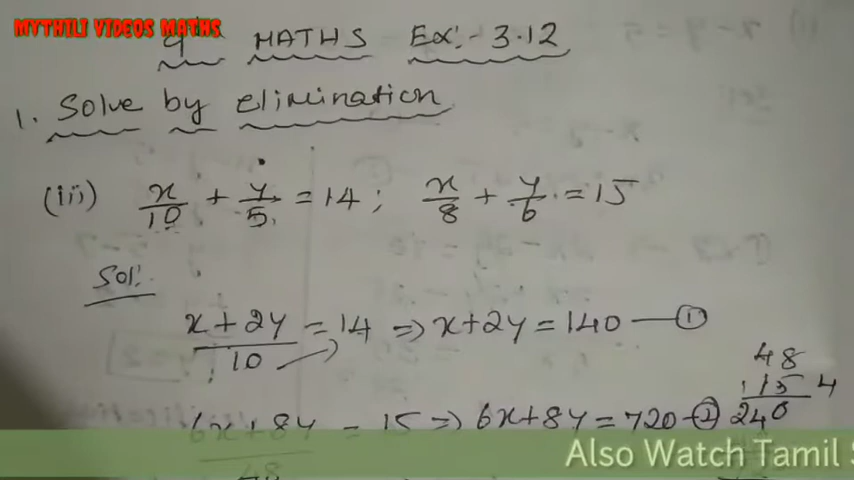 MYTHILI VIDEOS MATHS
9 MATHS Ex:- 3.12
1. Solve by elimination
(iii) x/10 + y/5 = 14 ; x/8 + y/6 = 15
Sol:
x + 2y / 10 = 14 => x + 2y = 140 — ①
48
115 4
6x + 8y / 48 = 15 => 6x + 8y = 720 — ② 240
Also Watch Tamil